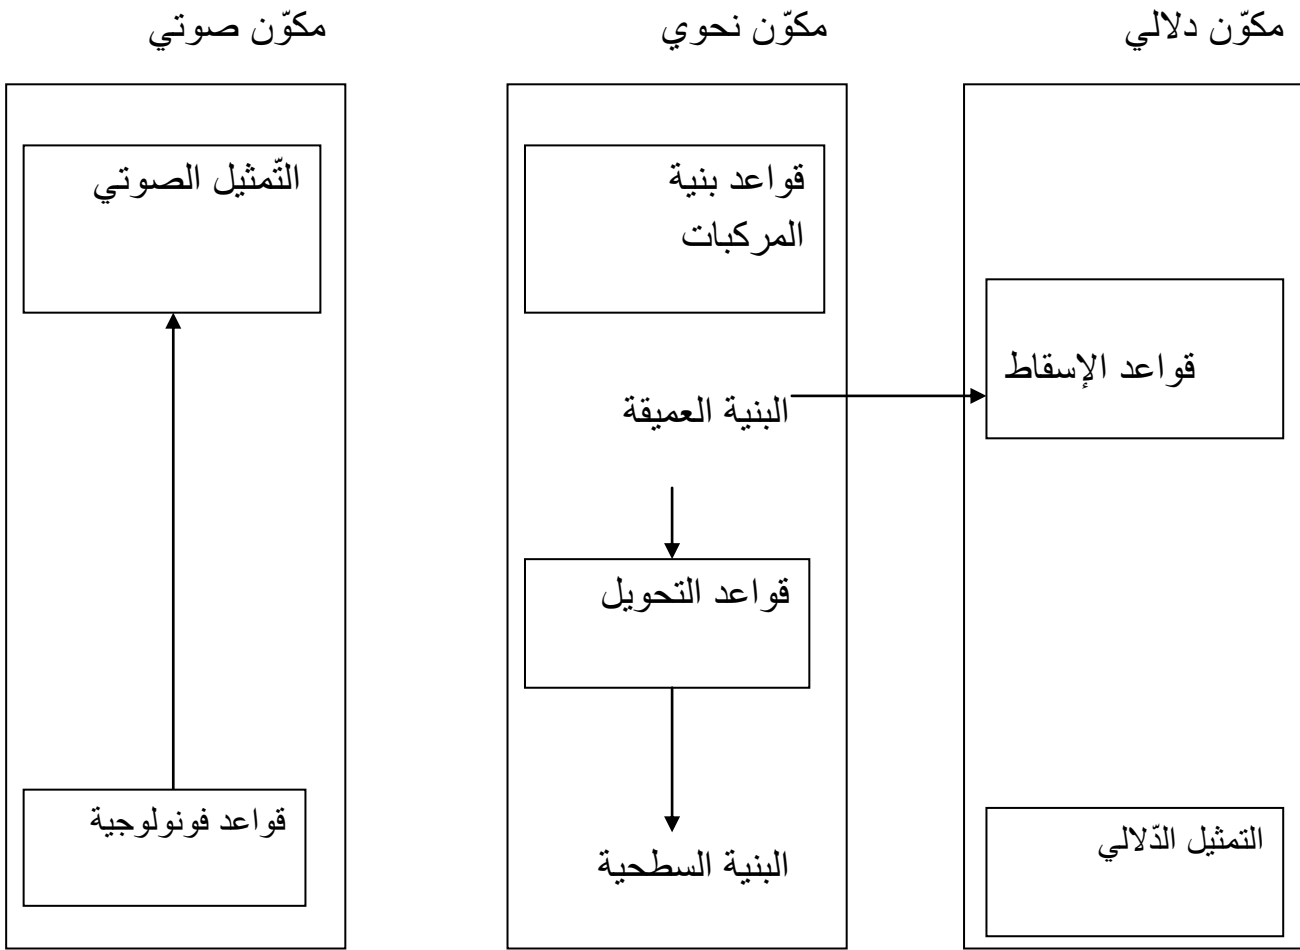 مكوّن دلالي
مكوّن نحوي
مكوّن صوتي
قواعد الإسقاط
التمثيل الدّلالي
قواعد بنية
المركبات
البنية العميقة
قواعد التحويل
البنية السطحية
التّمثيل الصوتي
قواعد فونولوجية